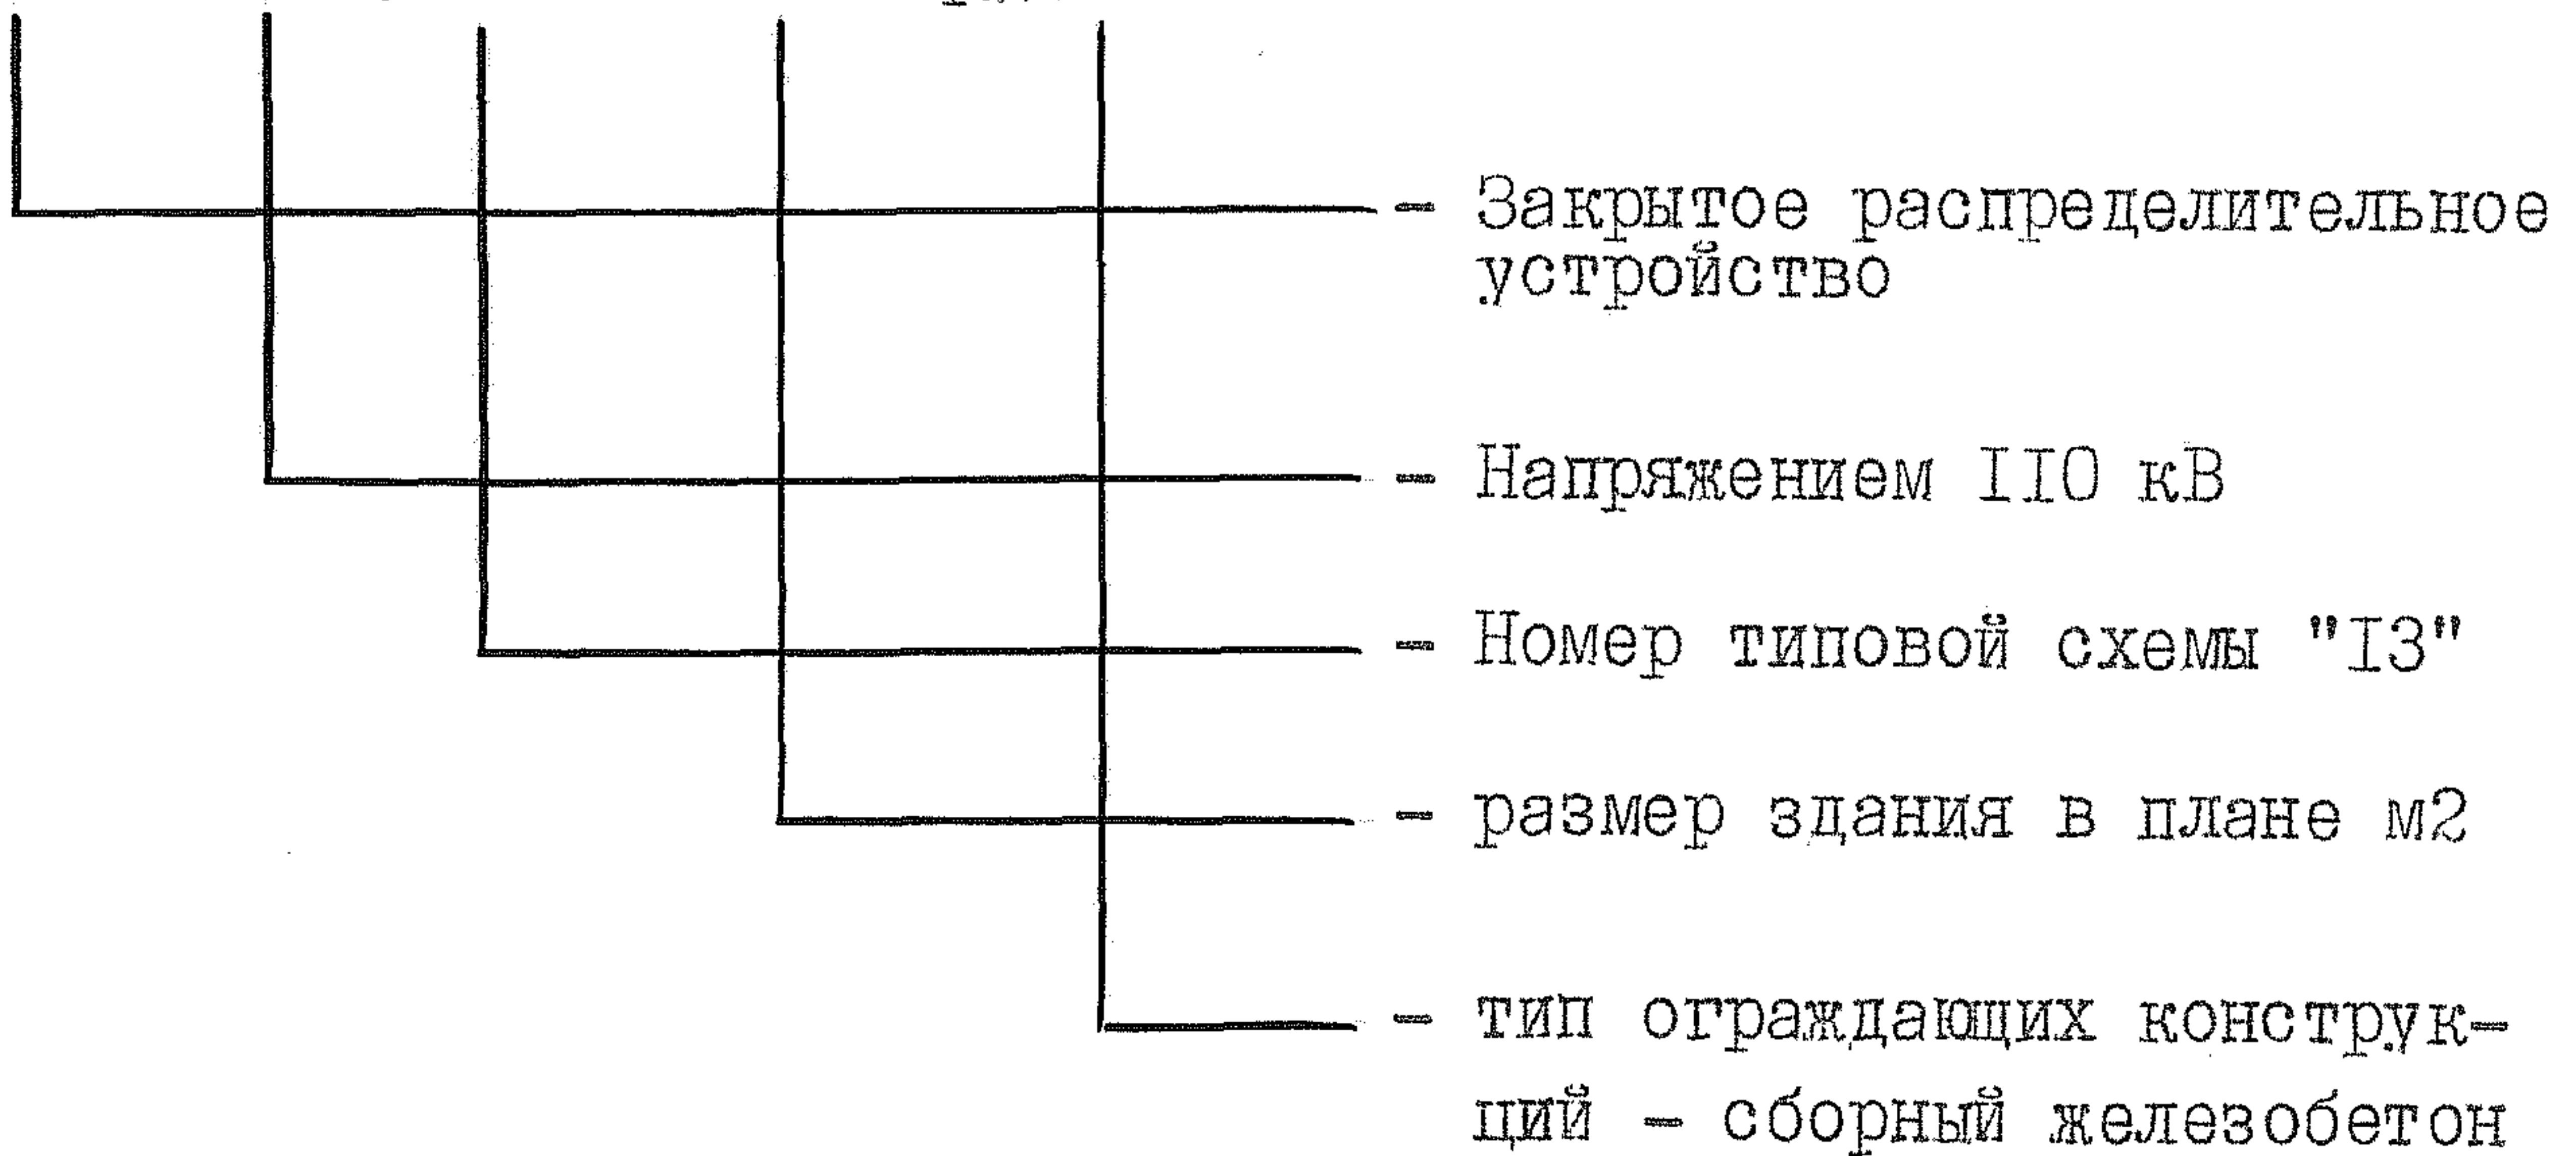 - Закрытое распределительное
устройство
- Напряжением II0 кВ
- Номер типовой схемы "I3"
- размер здания в плане м2
- тип ограждающих конструк-
ций - сборный железобетон